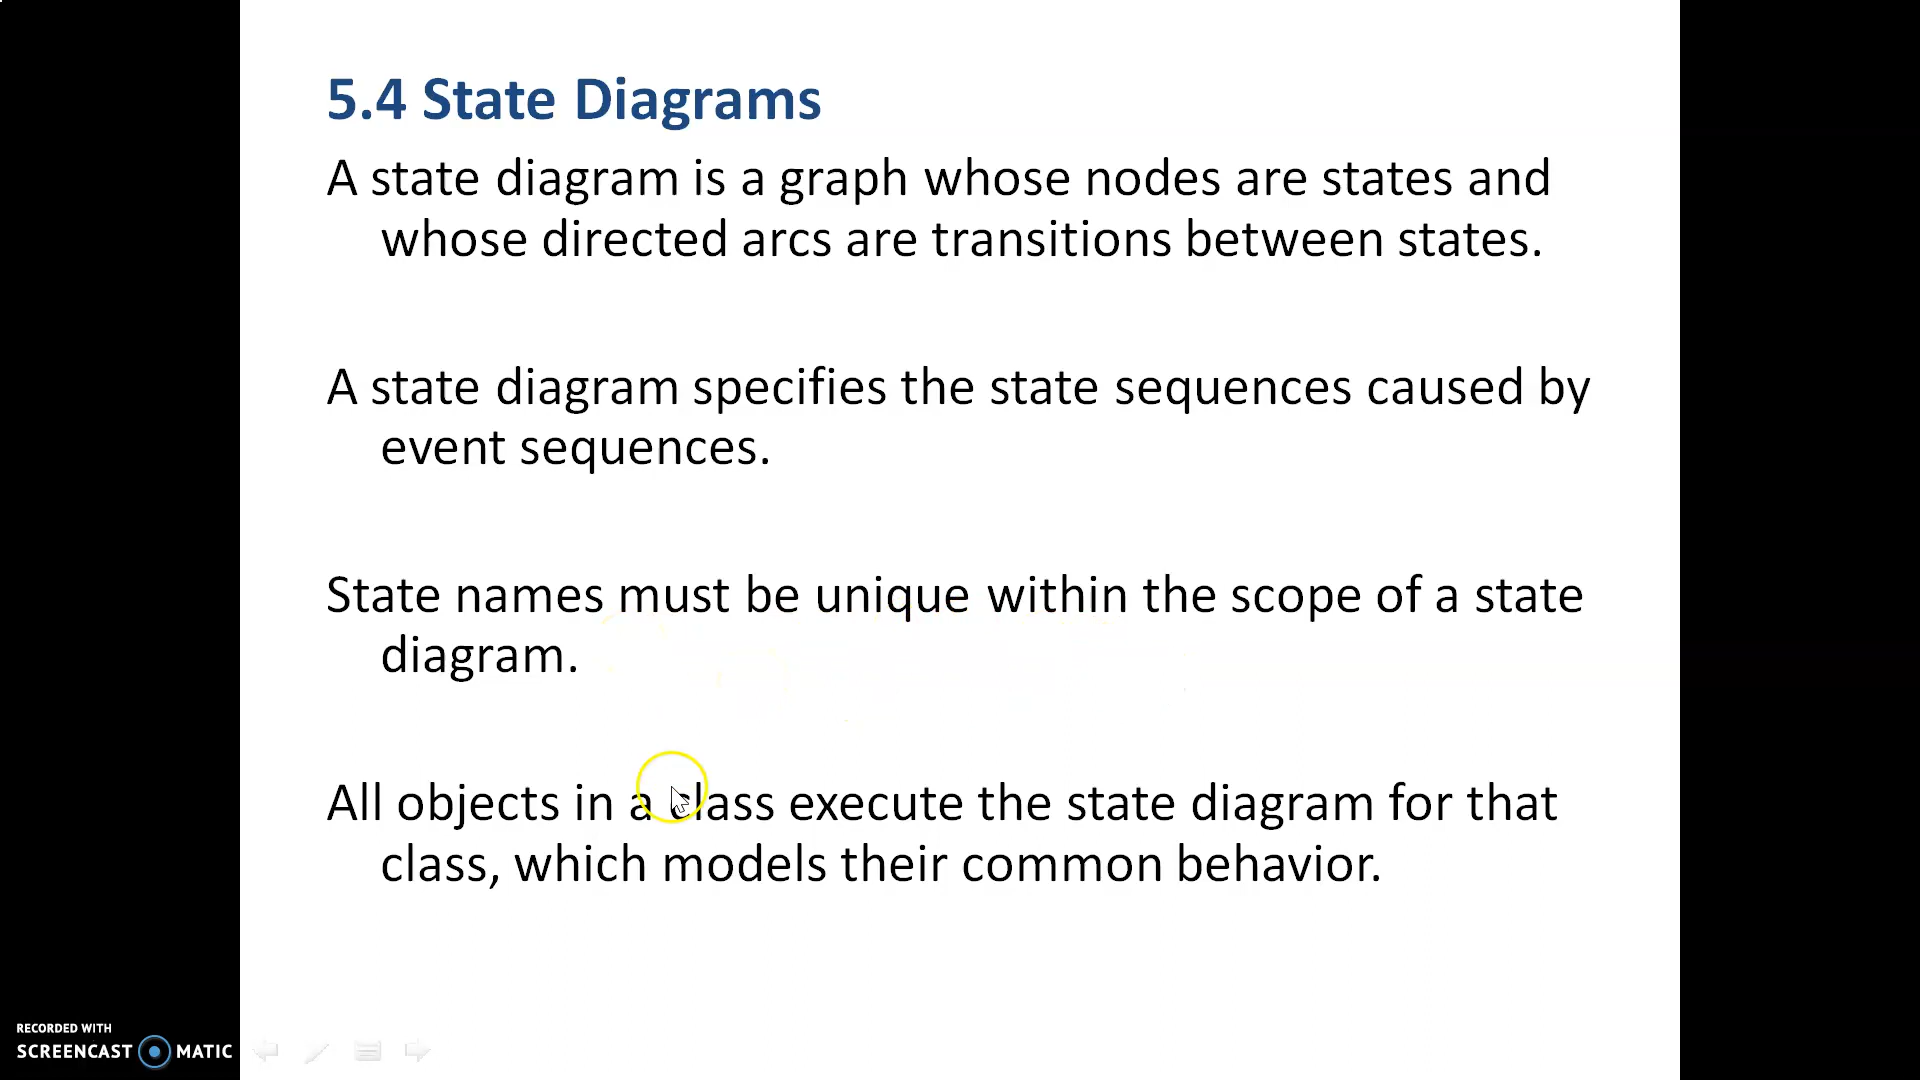 5.4 State Diagrams
A state diagram is a graph whose nodes are states and
whose directed arcs are transitions between states.
A state diagram specifies the state sequences caused by
event sequences.
State names must be unique within the scope of a state
diagram.
All objects in a class execute the state diagram for that
class, which models their common behavior.
RECORDED WITH
SCREENCAST MATIC